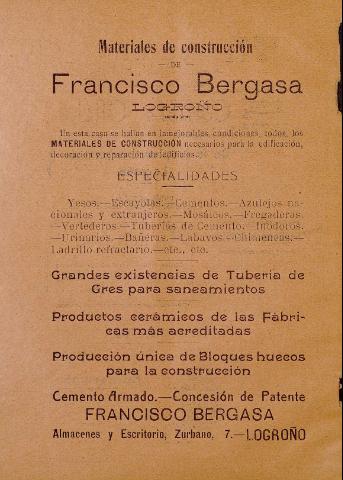 Materiales de construcción
— DE —
Francisco Bergasa
LOGROÑO
En esta casa se hallan en inmejorables condiciones, todos los
MATERIALES DE CONSTRUCCIÓN necesarios para la edificación,
decoración y reparación de edificios.
ESPECIALIDADES
Yesos.—Escayolas.—Cementos.—Azulejos na-
cionales y extranjeros.—Mosáicos.—Fregaderas.
—Vertederos.—Tuberías de Cemento.—Inodoros.
—Urinarios.—Bañeras.—Labavos.—Chimeneas.—
Ladrillo refractario.—etc., etc.
Grandes existencias de Tubería de
Gres para saneamientos
Productos cerámicos de las Fábri-
cas más acreditadas
Producción única de Bloques huecos
para la construcción
Cemento Armado.—Concesión de Patente
FRANCISCO BERGASA
Almacenes y Escritorio, Zurbano, 7.—LOGROÑO